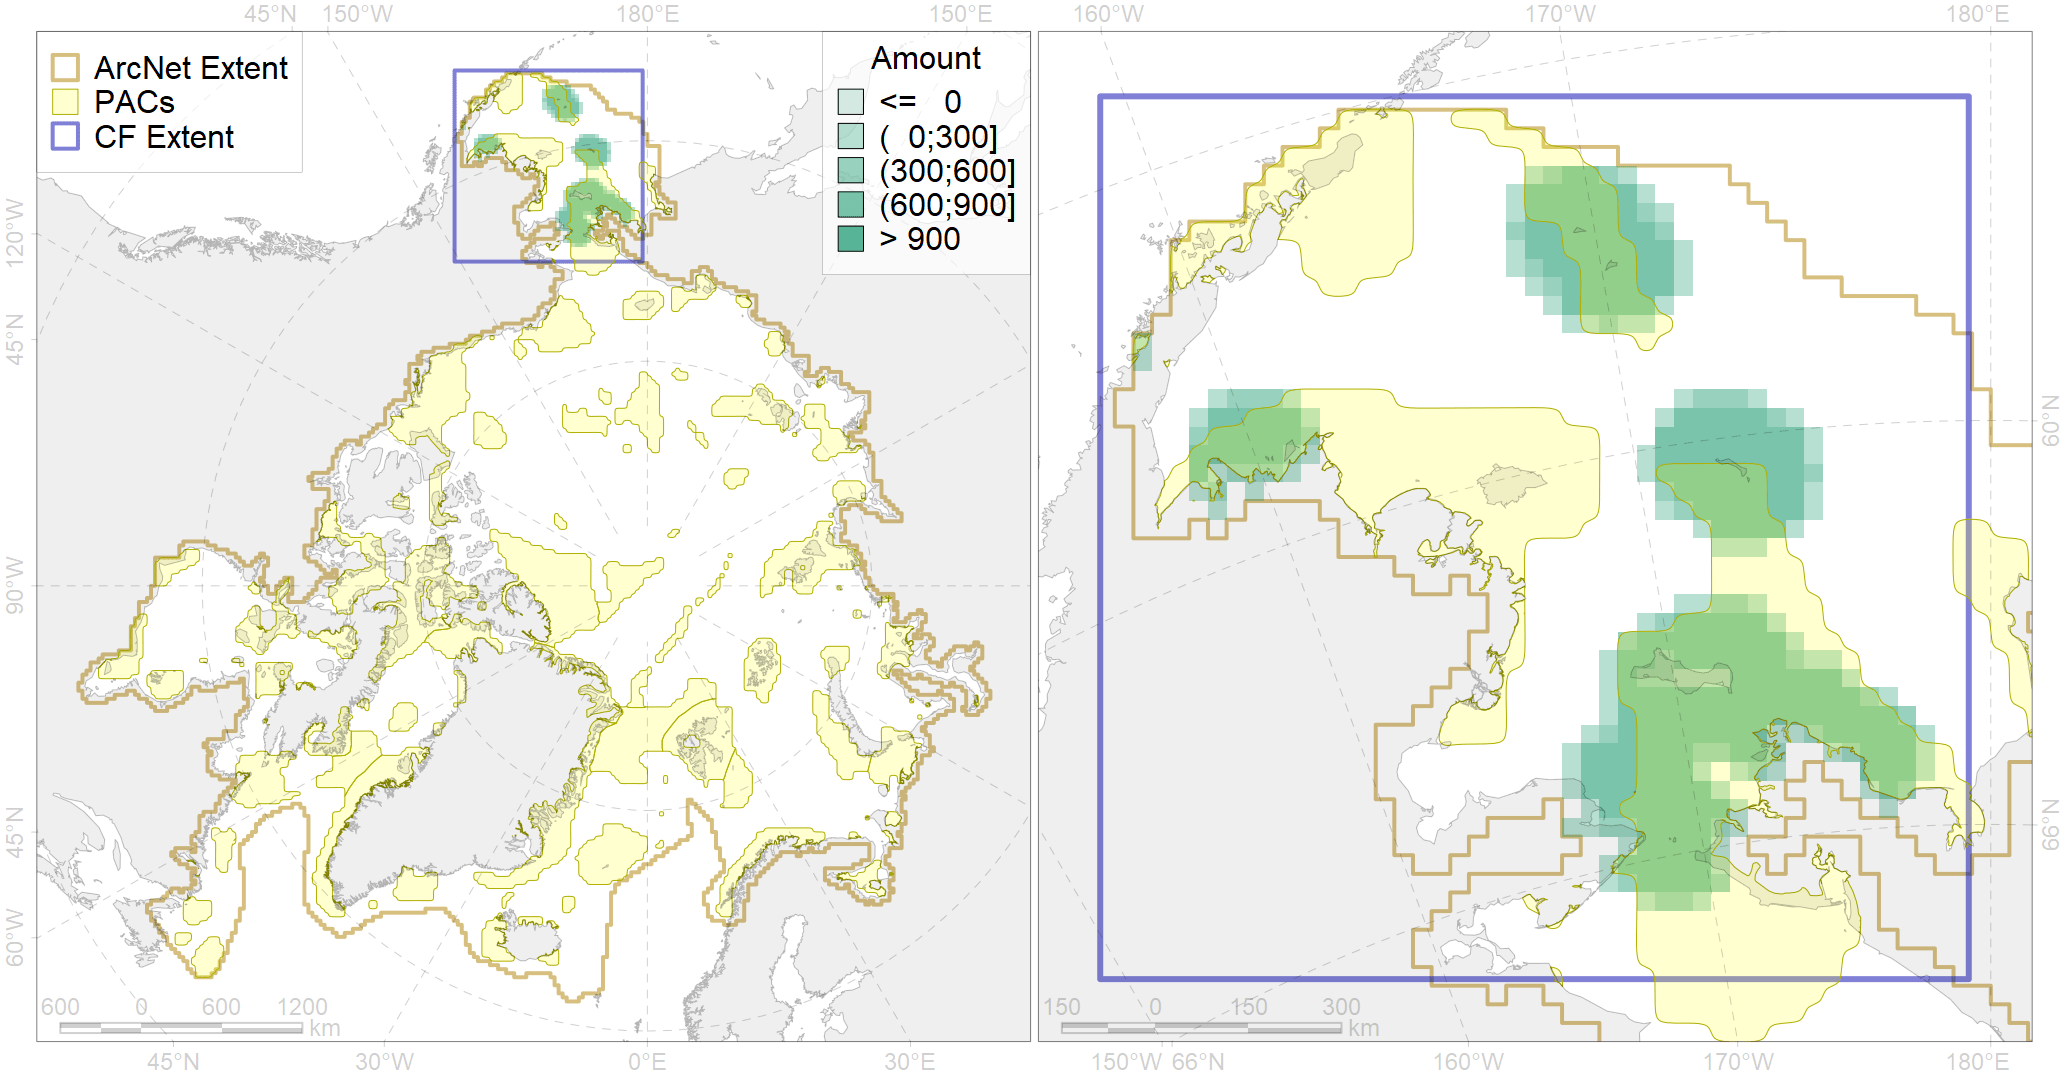 45°N 150°W 180°E 150°E 160°W 170°W 180°E
ArcNet Extent
PACs
CF Extent
Amount
<= 0
( 0;300]
(300;600]
(600;900]
> 900
120°W
45°N
90°W
45°N
60°W
60°N
66°N
600 0 600 1200
km
150 0 150 300
km
45°N 30°W 0°E 30°E 150°W 66°N 160°W 170°W 180°E